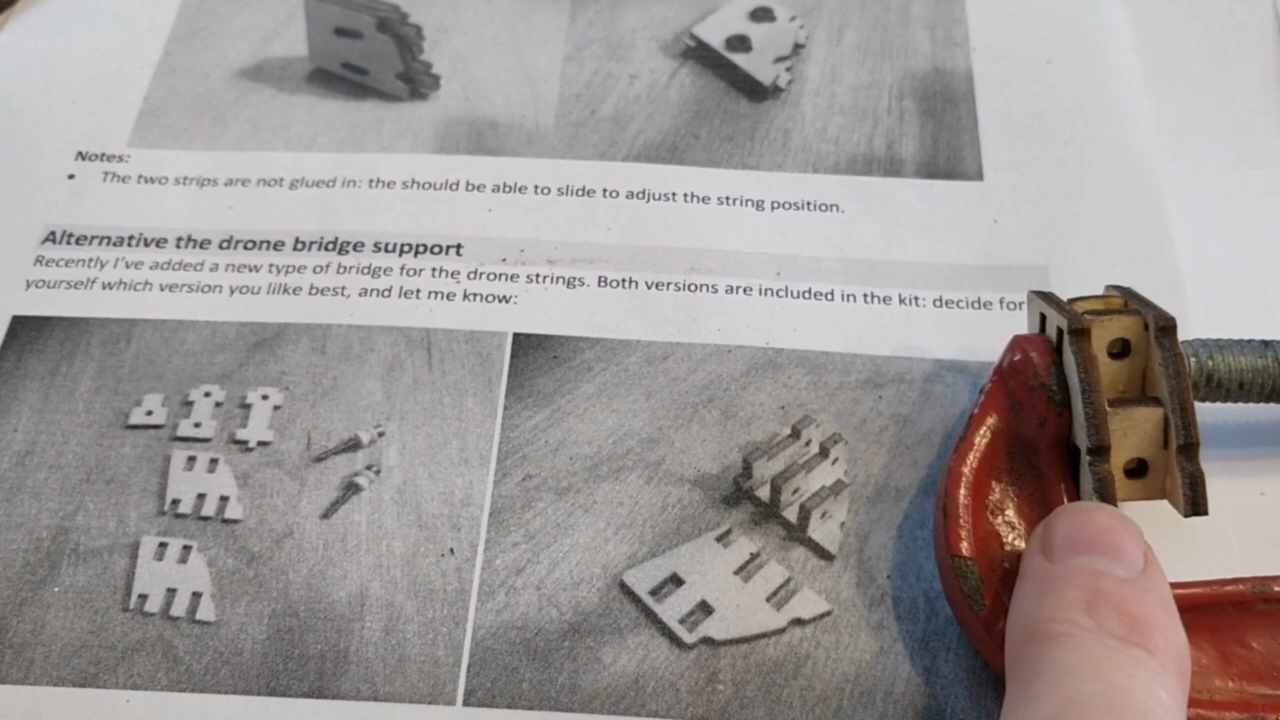 Notes:
• The two strips are not glued in: the should be able to slide to adjust the string position.
Alternative the drone bridge support
Recently I've added a new type of bridge for the drone strings. Both versions are included in the kit: decide for
yourself which version you lilke best, and let me know: